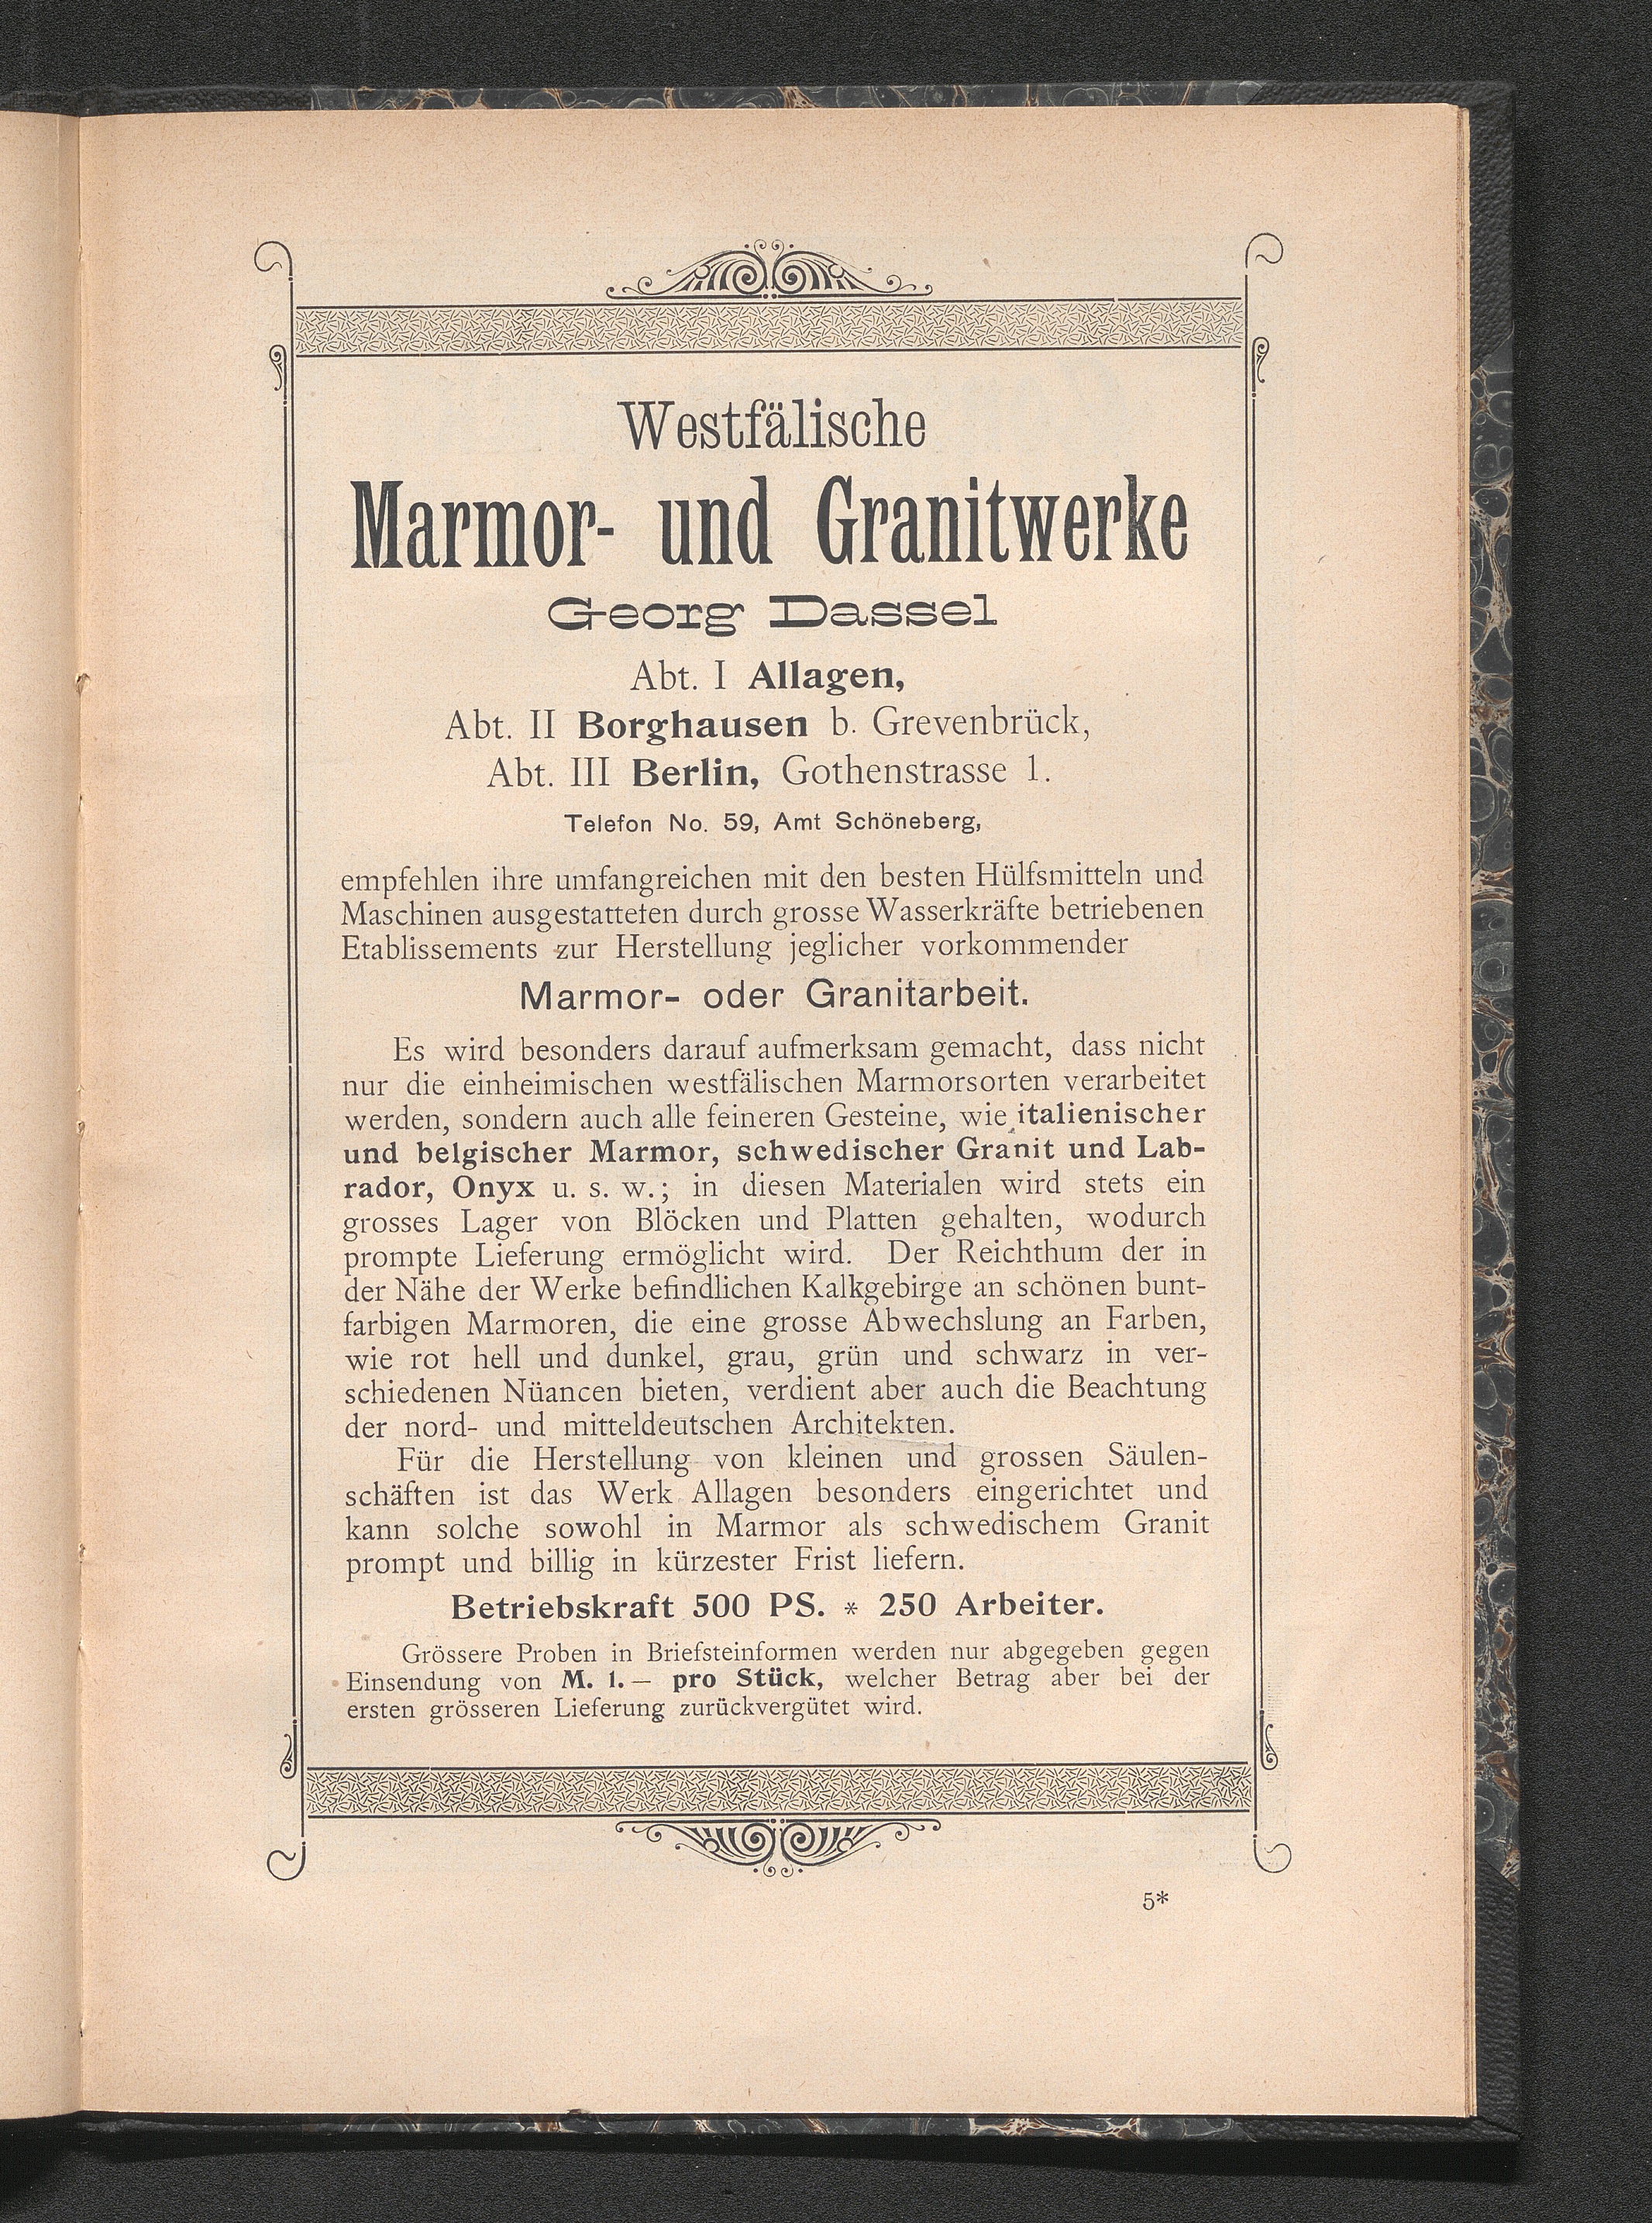 Westfälische
Marmor- und Granitwerke
Georg Dassel
Abt. I Allagen,
Abt. II Borghausen b. Grevenbrück,
Abt. III Berlin, Gothenstrasse 1.
Telefon No. 59, Amt Schöneberg,
empfehlen ihre umfangreichen mit den besten Hülfsmitteln und
Maschinen ausgestatteten durch grosse Wasserkräfte betriebenen
Etablissements zur Herstellung jeglicher vorkommender
Marmor- oder Granitarbeit.
Es wird besonders darauf aufmerksam gemacht, dass nicht
nur die einheimischen westfälischen Marmorsorten verarbeitet
werden, sondern auch alle feineren Gesteine, wie italienischer
und belgischer Marmor, schwedischer Granit und Lab-
rador, Onyx u. s. w.; in diesen Materialen wird stets ein
grosses Lager von Blöcken und Platten gehalten, wodurch
prompte Lieferung ermöglicht wird. Der Reichthum der in
der Nähe der Werke befindlichen Kalkgebirge an schönen bunt-
farbigen Marmoren, die eine grosse Abwechslung an Farben,
wie rot hell und dunkel, grau, grün und schwarz in ver-
schiedenen Nüancen bieten, verdient aber auch die Beachtung
der nord- und mitteldeutschen Architekten.
Für die Herstellung von kleinen und grossen Säulen-
schäften ist das Werk Allagen besonders eingerichtet und
kann solche sowohl in Marmor als schwedischem Granit
prompt und billig in kürzester Frist liefern.
Betriebskraft 500 PS. * 250 Arbeiter.
Grössere Proben in Briefsteinformen werden nur abgegeben gegen
Einsendung von M. 1.— pro Stück, welcher Betrag aber bei der
ersten grösseren Lieferung zurückvergütet wird.
5*